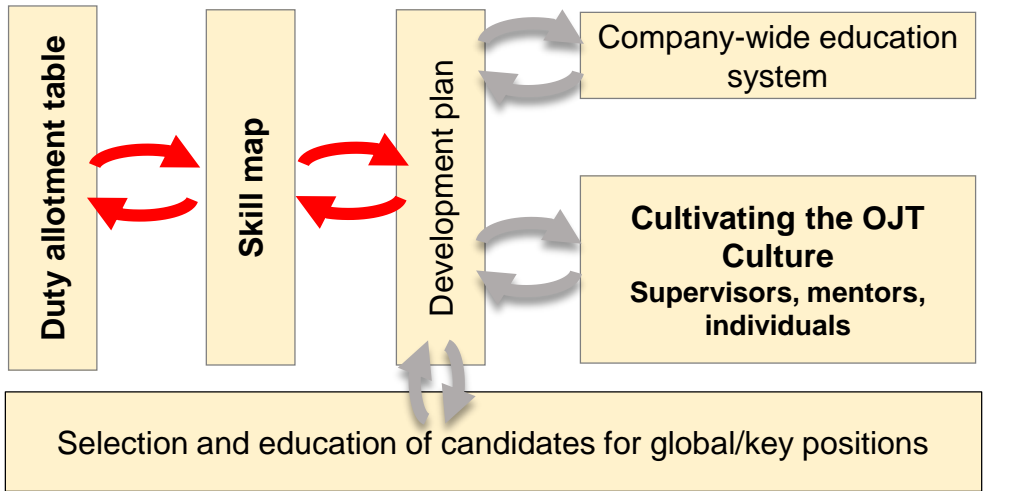 Duty allotment table
Skill map
Development plan
Company-wide education
system
Cultivating the OJT
Culture
Supervisors, mentors,
individuals
Selection and education of candidates for global/key positions